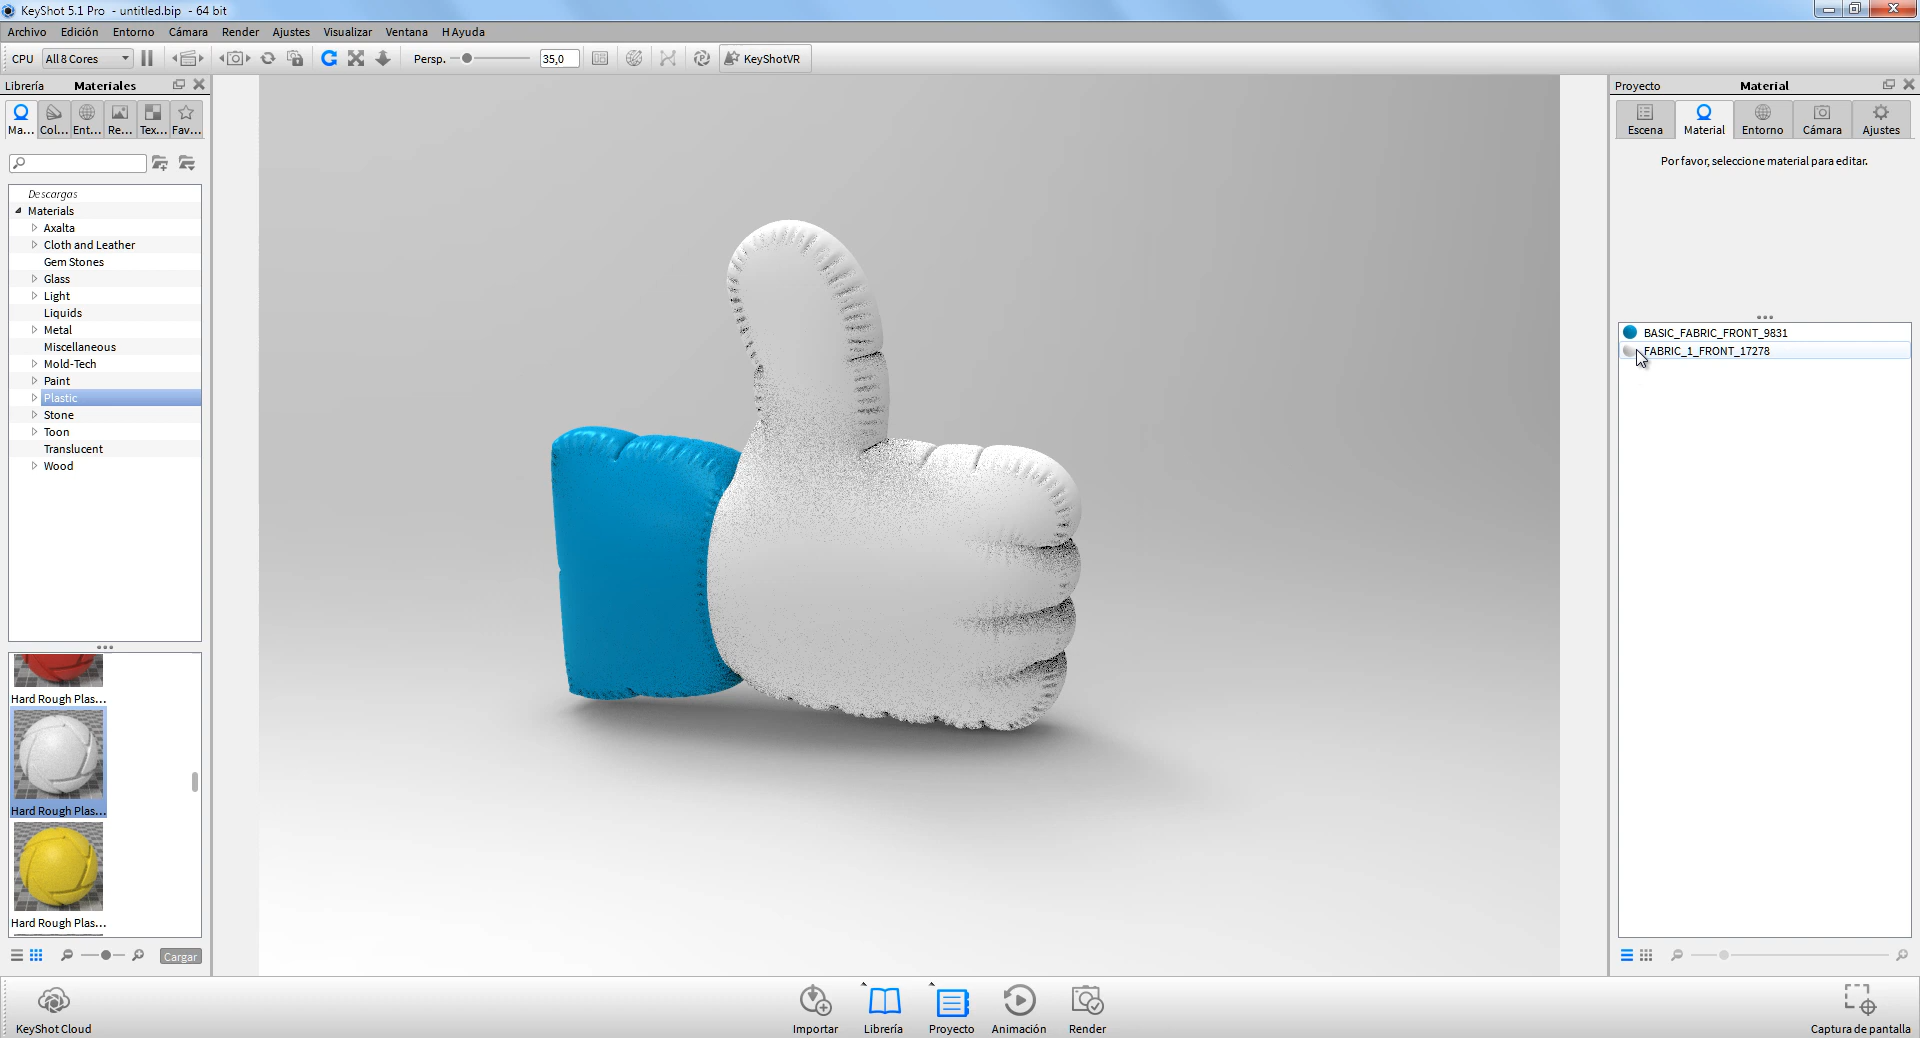 KeyShot 5.1 Pro - untitled.bip - 64 bit
Archivo Edición Entorno Cámara Render Ajustes Visualizar Ventana H Ayuda
CPU All 8 Cores Persp. 35,0 KeyShotVR
Librería Materiales
Ma... Col... Ent... Re... Tex... Fav...
Descargas
Materials
Axalta
Cloth and Leather
Gem Stones
Glass
Light
Liquids
Metal
Miscellaneous
Mold-Tech
Paint
Plastic
Stone
Toon
Translucent
Wood
Hard Rough Plas...
Hard Rough Plas...
Hard Rough Plas...
Cargar
Proyecto Material
Escena Material Entorno Cámara Ajustes
Por favor, seleccione material para editar.
BASIC_FABRIC_FRONT_9831
FABRIC_1_FRONT_17278
KeyShot Cloud Importar Librería Proyecto Animación Render Captura de pantalla